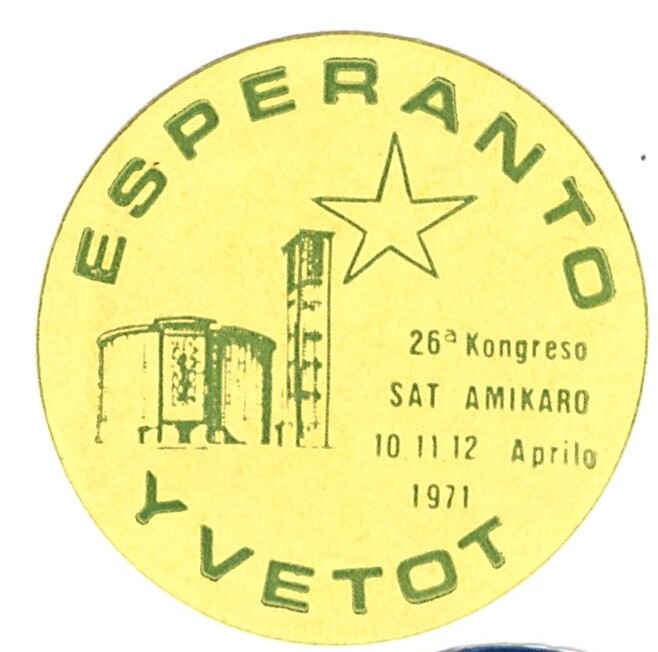 ESPERANTO
26ª Kongreso
SAT AMIKARO
10 11 12 Aprilo
1971
YVETOT